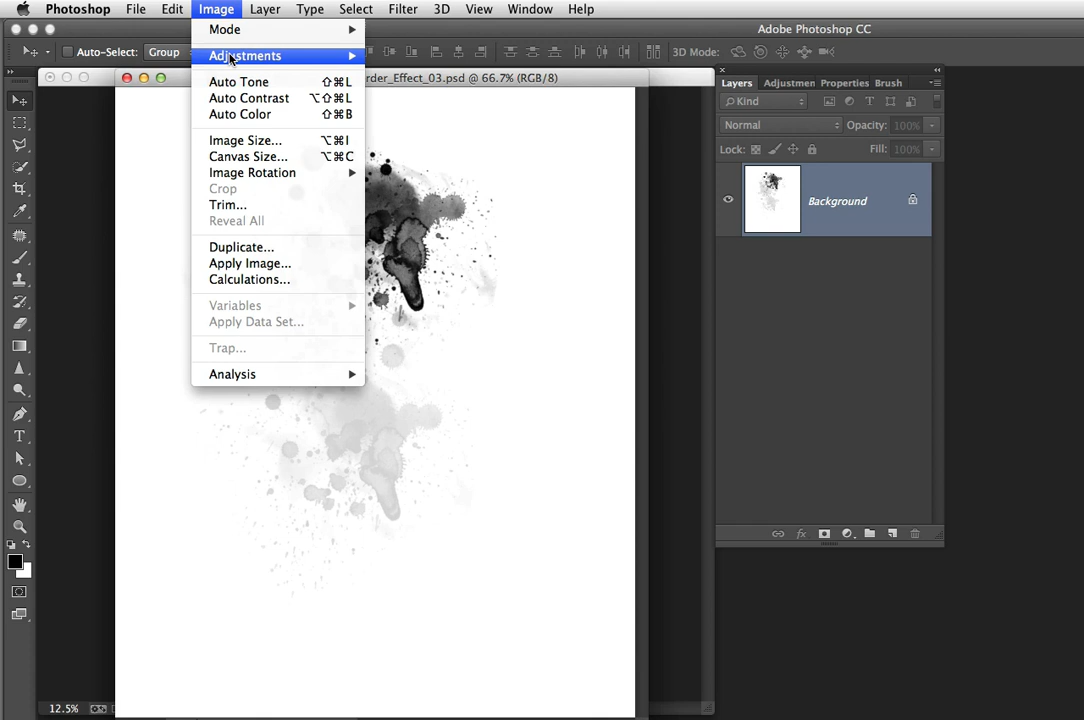 Photoshop File Edit Image Layer Type Select Filter 3D View Window Help
Adobe Photoshop CC
Auto-Select: Group
3D Mode:
rder_Effect_03.psd @ 66.7% (RGB/8)
Mode
Adjustments
Auto Tone ⇧⌘L
Auto Contrast ⌥⇧⌘L
Auto Color ⇧⌘B
Image Size... ⌥⌘I
Canvas Size... ⌥⌘C
Image Rotation
Crop
Trim...
Reveal All
Duplicate...
Apply Image...
Calculations...
Variables
Apply Data Set...
Trap...
Analysis
Layers Adjustmen Properties Brush
Kind
Normal Opacity: 100%
Lock: Fill: 100%
Background
12.5%